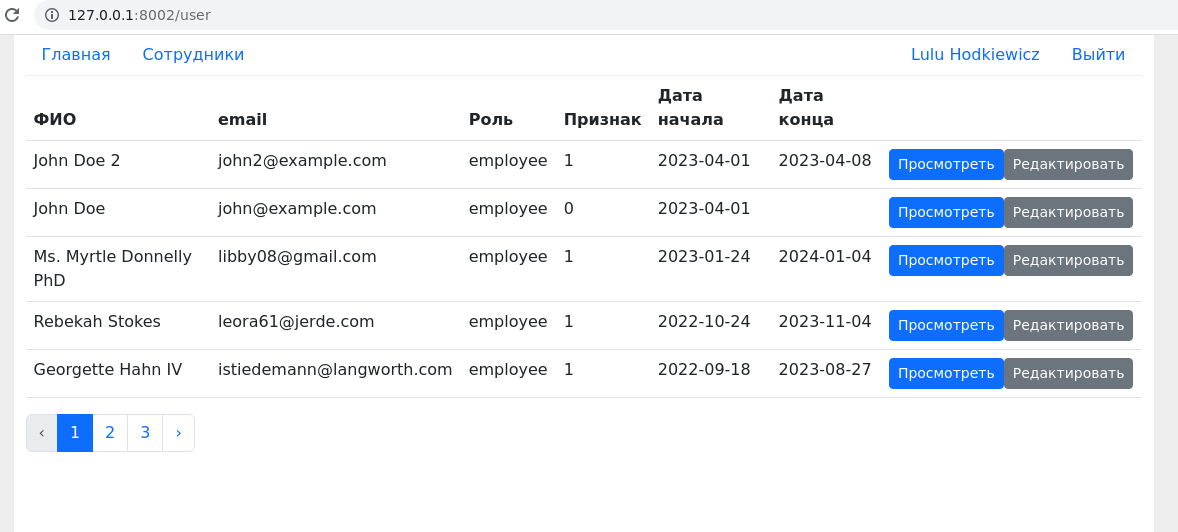 127.0.0.1:8002/user
Главная Сотрудники Lulu Hodkiewicz Выйти
ФИО email Роль Признак Дата начала Дата конца
John Doe 2 john2@example.com employee 1 2023-04-01 2023-04-08 Просмотреть Редактировать
John Doe john@example.com employee 0 2023-04-01 Просмотреть Редактировать
Ms. Myrtle Donnelly PhD libby08@gmail.com employee 1 2023-01-24 2024-01-04 Просмотреть Редактировать
Rebekah Stokes leora61@jerde.com employee 1 2022-10-24 2023-11-04 Просмотреть Редактировать
Georgette Hahn IV istiedemann@langworth.com employee 1 2022-09-18 2023-08-27 Просмотреть Редактировать
‹ 1 2 3 ›